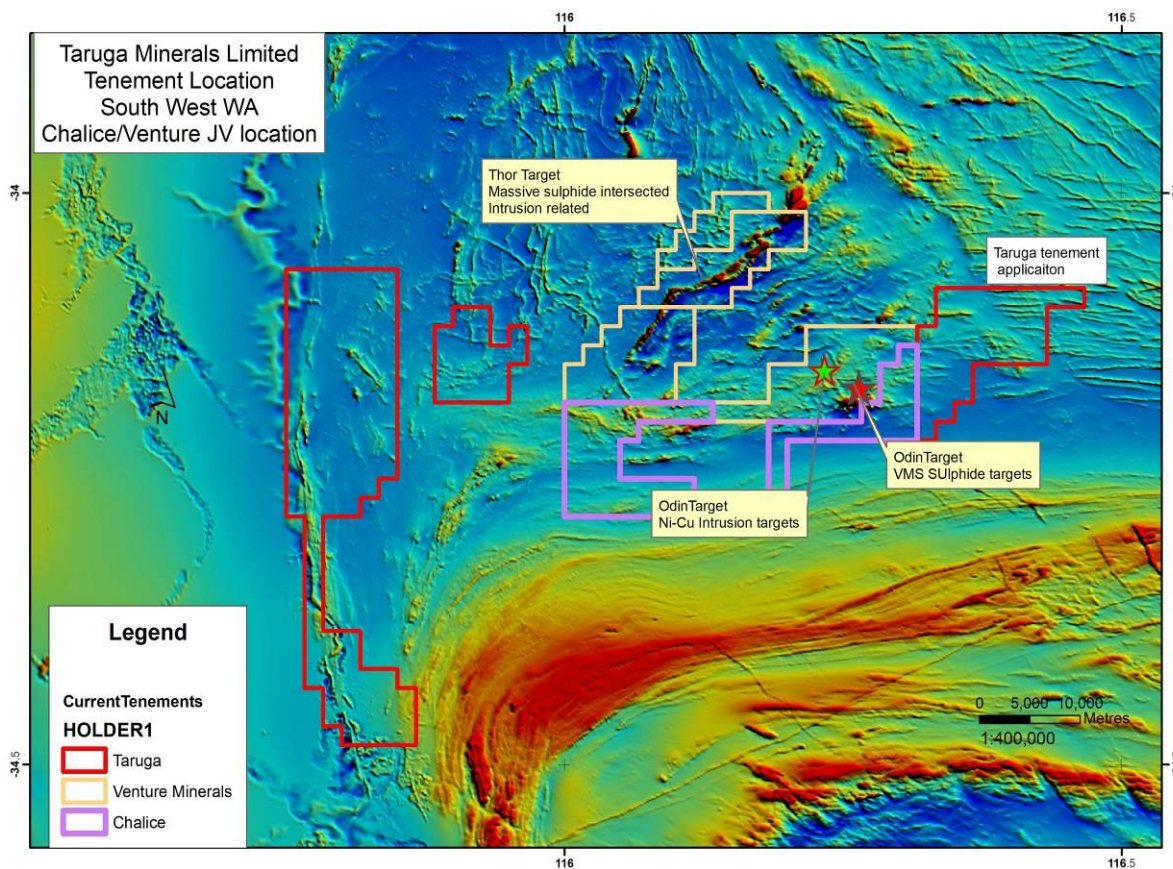 116
116.5
Taruga Minerals Limited
Tenement Location
South West WA
Chalice/Venture JV location
-34
Thor Target
Massive sulphide intersected
Intrusion related
Taruga tenement
applicaiton
N
OdinTarget
VMS SUlphide targets
OdinTarget
Ni-Cu Intrusion targets
Legend
CurrentTenements
HOLDER1
Taruga
Venture Minerals
Chalice
0 5,000 10,000
Metres
1:400,000
-34.5
116
116.5